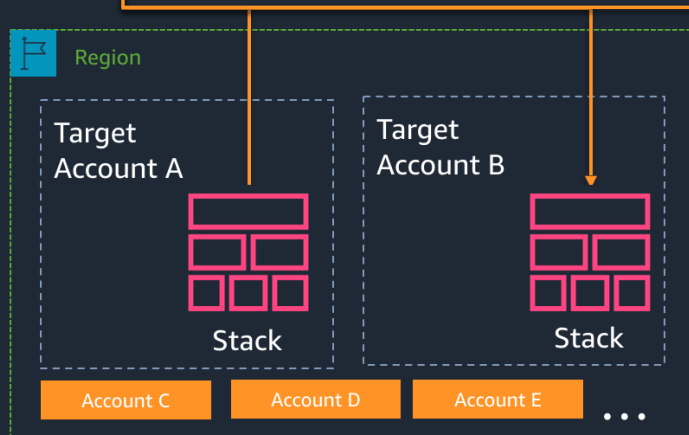 Region
Target
Account A
Target
Account B
Stack
Stack
Account C
Account D
Account E
...